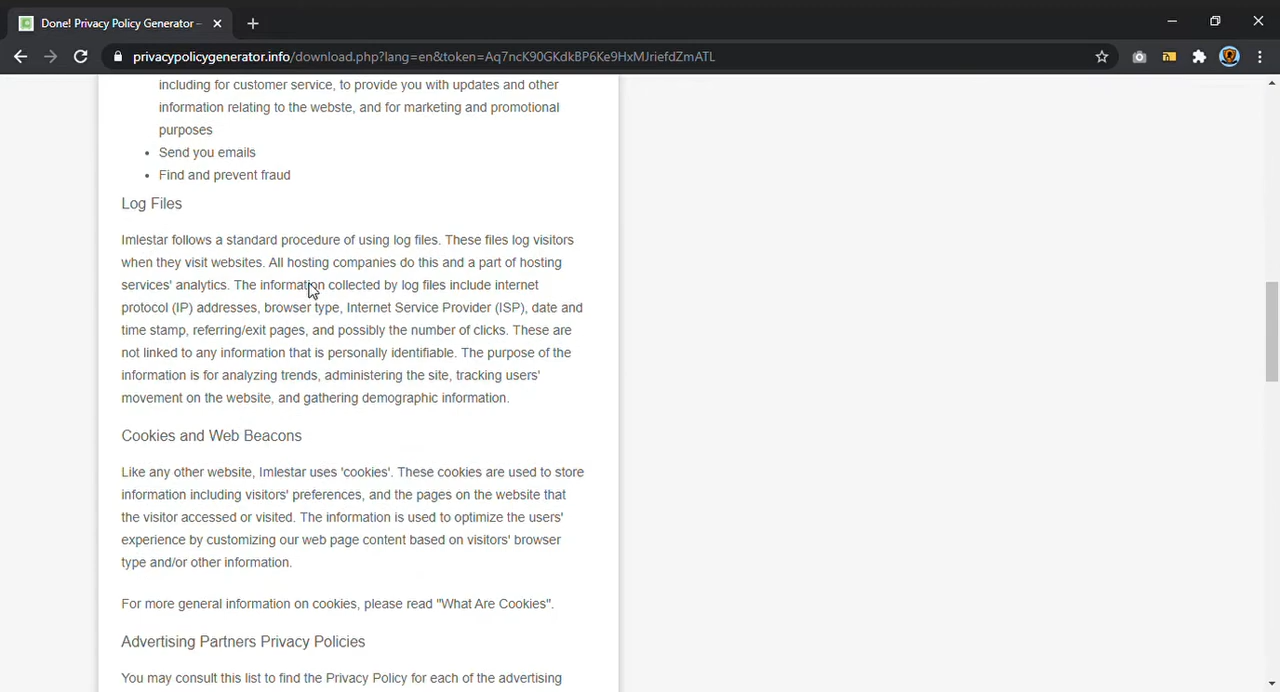 Done! Privacy Policy Generator –
privacypolicygenerator.info/download.php?lang=en&token=Aq7ncK90GKdkBP6Ke9HxMJriefdZmATL
including for customer service, to provide you with updates and other
information relating to the webste, and for marketing and promotional
purposes
• Send you emails
• Find and prevent fraud
Log Files
Imlestar follows a standard procedure of using log files. These files log visitors
when they visit websites. All hosting companies do this and a part of hosting
services' analytics. The information collected by log files include internet
protocol (IP) addresses, browser type, Internet Service Provider (ISP), date and
time stamp, referring/exit pages, and possibly the number of clicks. These are
not linked to any information that is personally identifiable. The purpose of the
information is for analyzing trends, administering the site, tracking users'
movement on the website, and gathering demographic information.
Cookies and Web Beacons
Like any other website, Imlestar uses 'cookies'. These cookies are used to store
information including visitors' preferences, and the pages on the website that
the visitor accessed or visited. The information is used to optimize the users'
experience by customizing our web page content based on visitors' browser
type and/or other information.
For more general information on cookies, please read "What Are Cookies".
Advertising Partners Privacy Policies
You may consult this list to find the Privacy Policy for each of the advertising